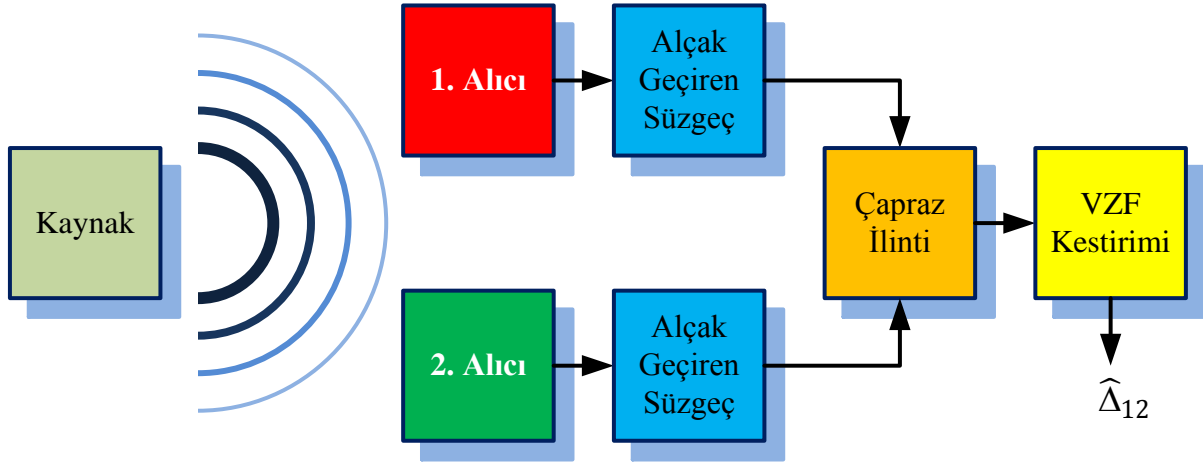 Kaynak
1. Alıcı
Alçak
Geçiren
Süzgeç
2. Alıcı
Alçak
Geçiren
Süzgeç
Çapraz
İlinti
VZF
Kestirimi
Δ̂₁₂